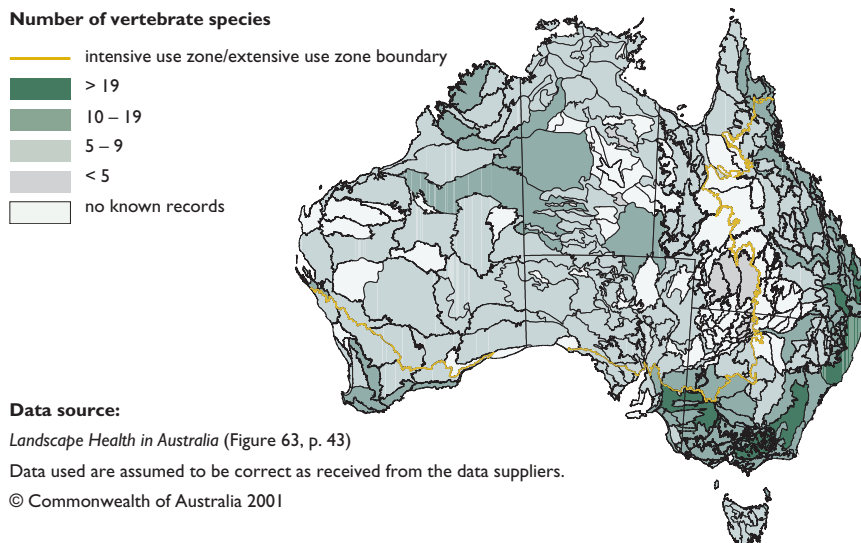 Number of vertebrate species
intensive use zone/extensive use zone boundary
> 19
10 – 19
5 – 9
< 5
no known records
Data source:
Landscape Health in Australia (Figure 63, p. 43)
Data used are assumed to be correct as received from the data suppliers.
© Commonwealth of Australia 2001